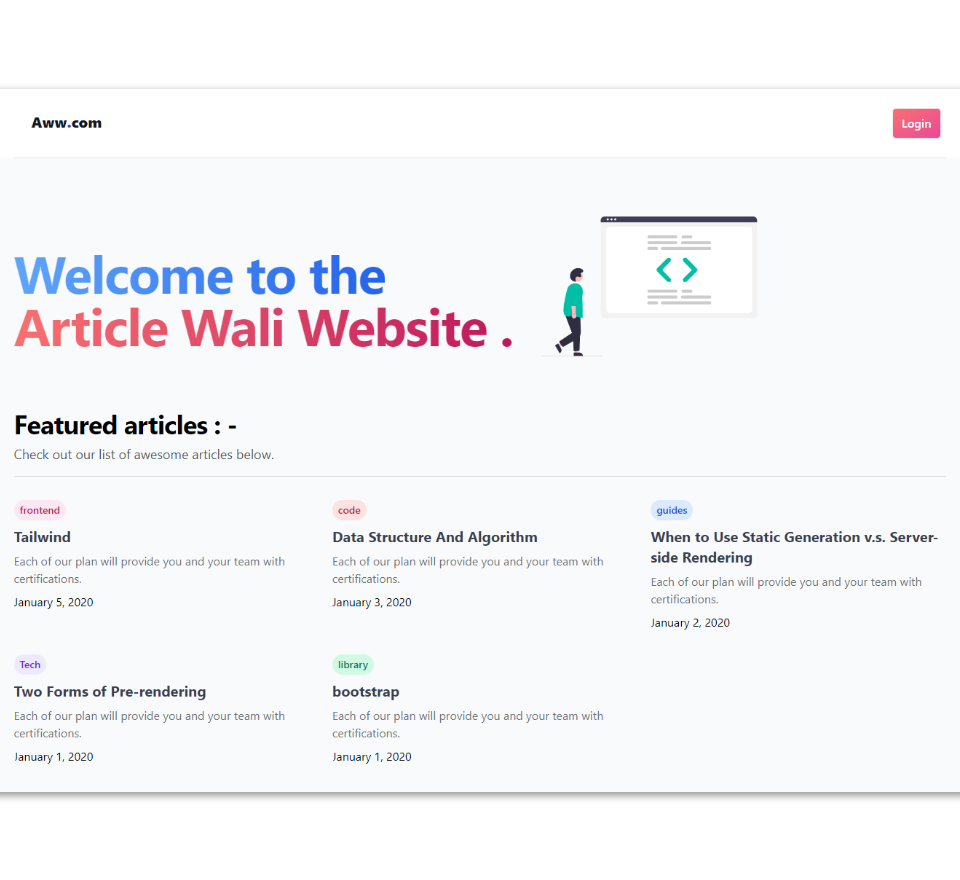 Aww.com
Login
Welcome to the
Article Wali Website .
Featured articles : -
Check out our list of awesome articles below.
frontend
Tailwind
Each of our plan will provide you and your team with
certifications.
January 5, 2020
code
Data Structure And Algorithm
Each of our plan will provide you and your team with
certifications.
January 3, 2020
guides
When to Use Static Generation v.s. Server-
side Rendering
Each of our plan will provide you and your team with
certifications.
January 2, 2020
Tech
Two Forms of Pre-rendering
Each of our plan will provide you and your team with
certifications.
January 1, 2020
library
bootstrap
Each of our plan will provide you and your team with
certifications.
January 1, 2020